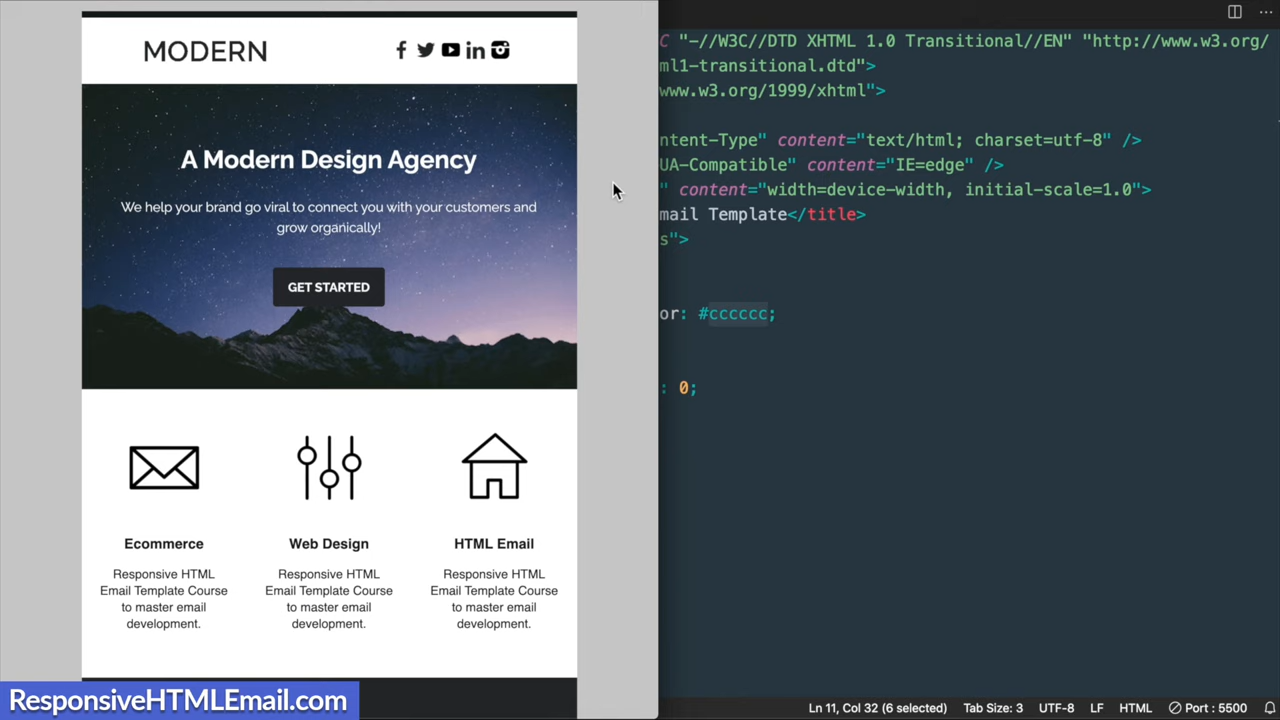 MODERN
A Modern Design Agency
We help your brand go viral to connect you with your customers and
grow organically!
GET STARTED
Ecommerce
Responsive HTML
Email Template Course
to master email
development.
Web Design
Responsive HTML
Email Template Course
to master email
development.
HTML Email
Responsive HTML
Email Template Course
to master email
development.
ResponsiveHTMLEmail.com
C "-//W3C//DTD XHTML 1.0 Transitional//EN" "http://www.w3.org/
ml1-transitional.dtd">
www.w3.org/1999/xhtml">
ntent-Type" content="text/html; charset=utf-8" />
UA-Compatible" content="IE=edge" />
" content="width=device-width, initial-scale=1.0">
mail Template</title>
s">
or: #cccccc;
: 0;
Ln 11, Col 32 (6 selected) Tab Size: 3 UTF-8 LF HTML Port : 5500